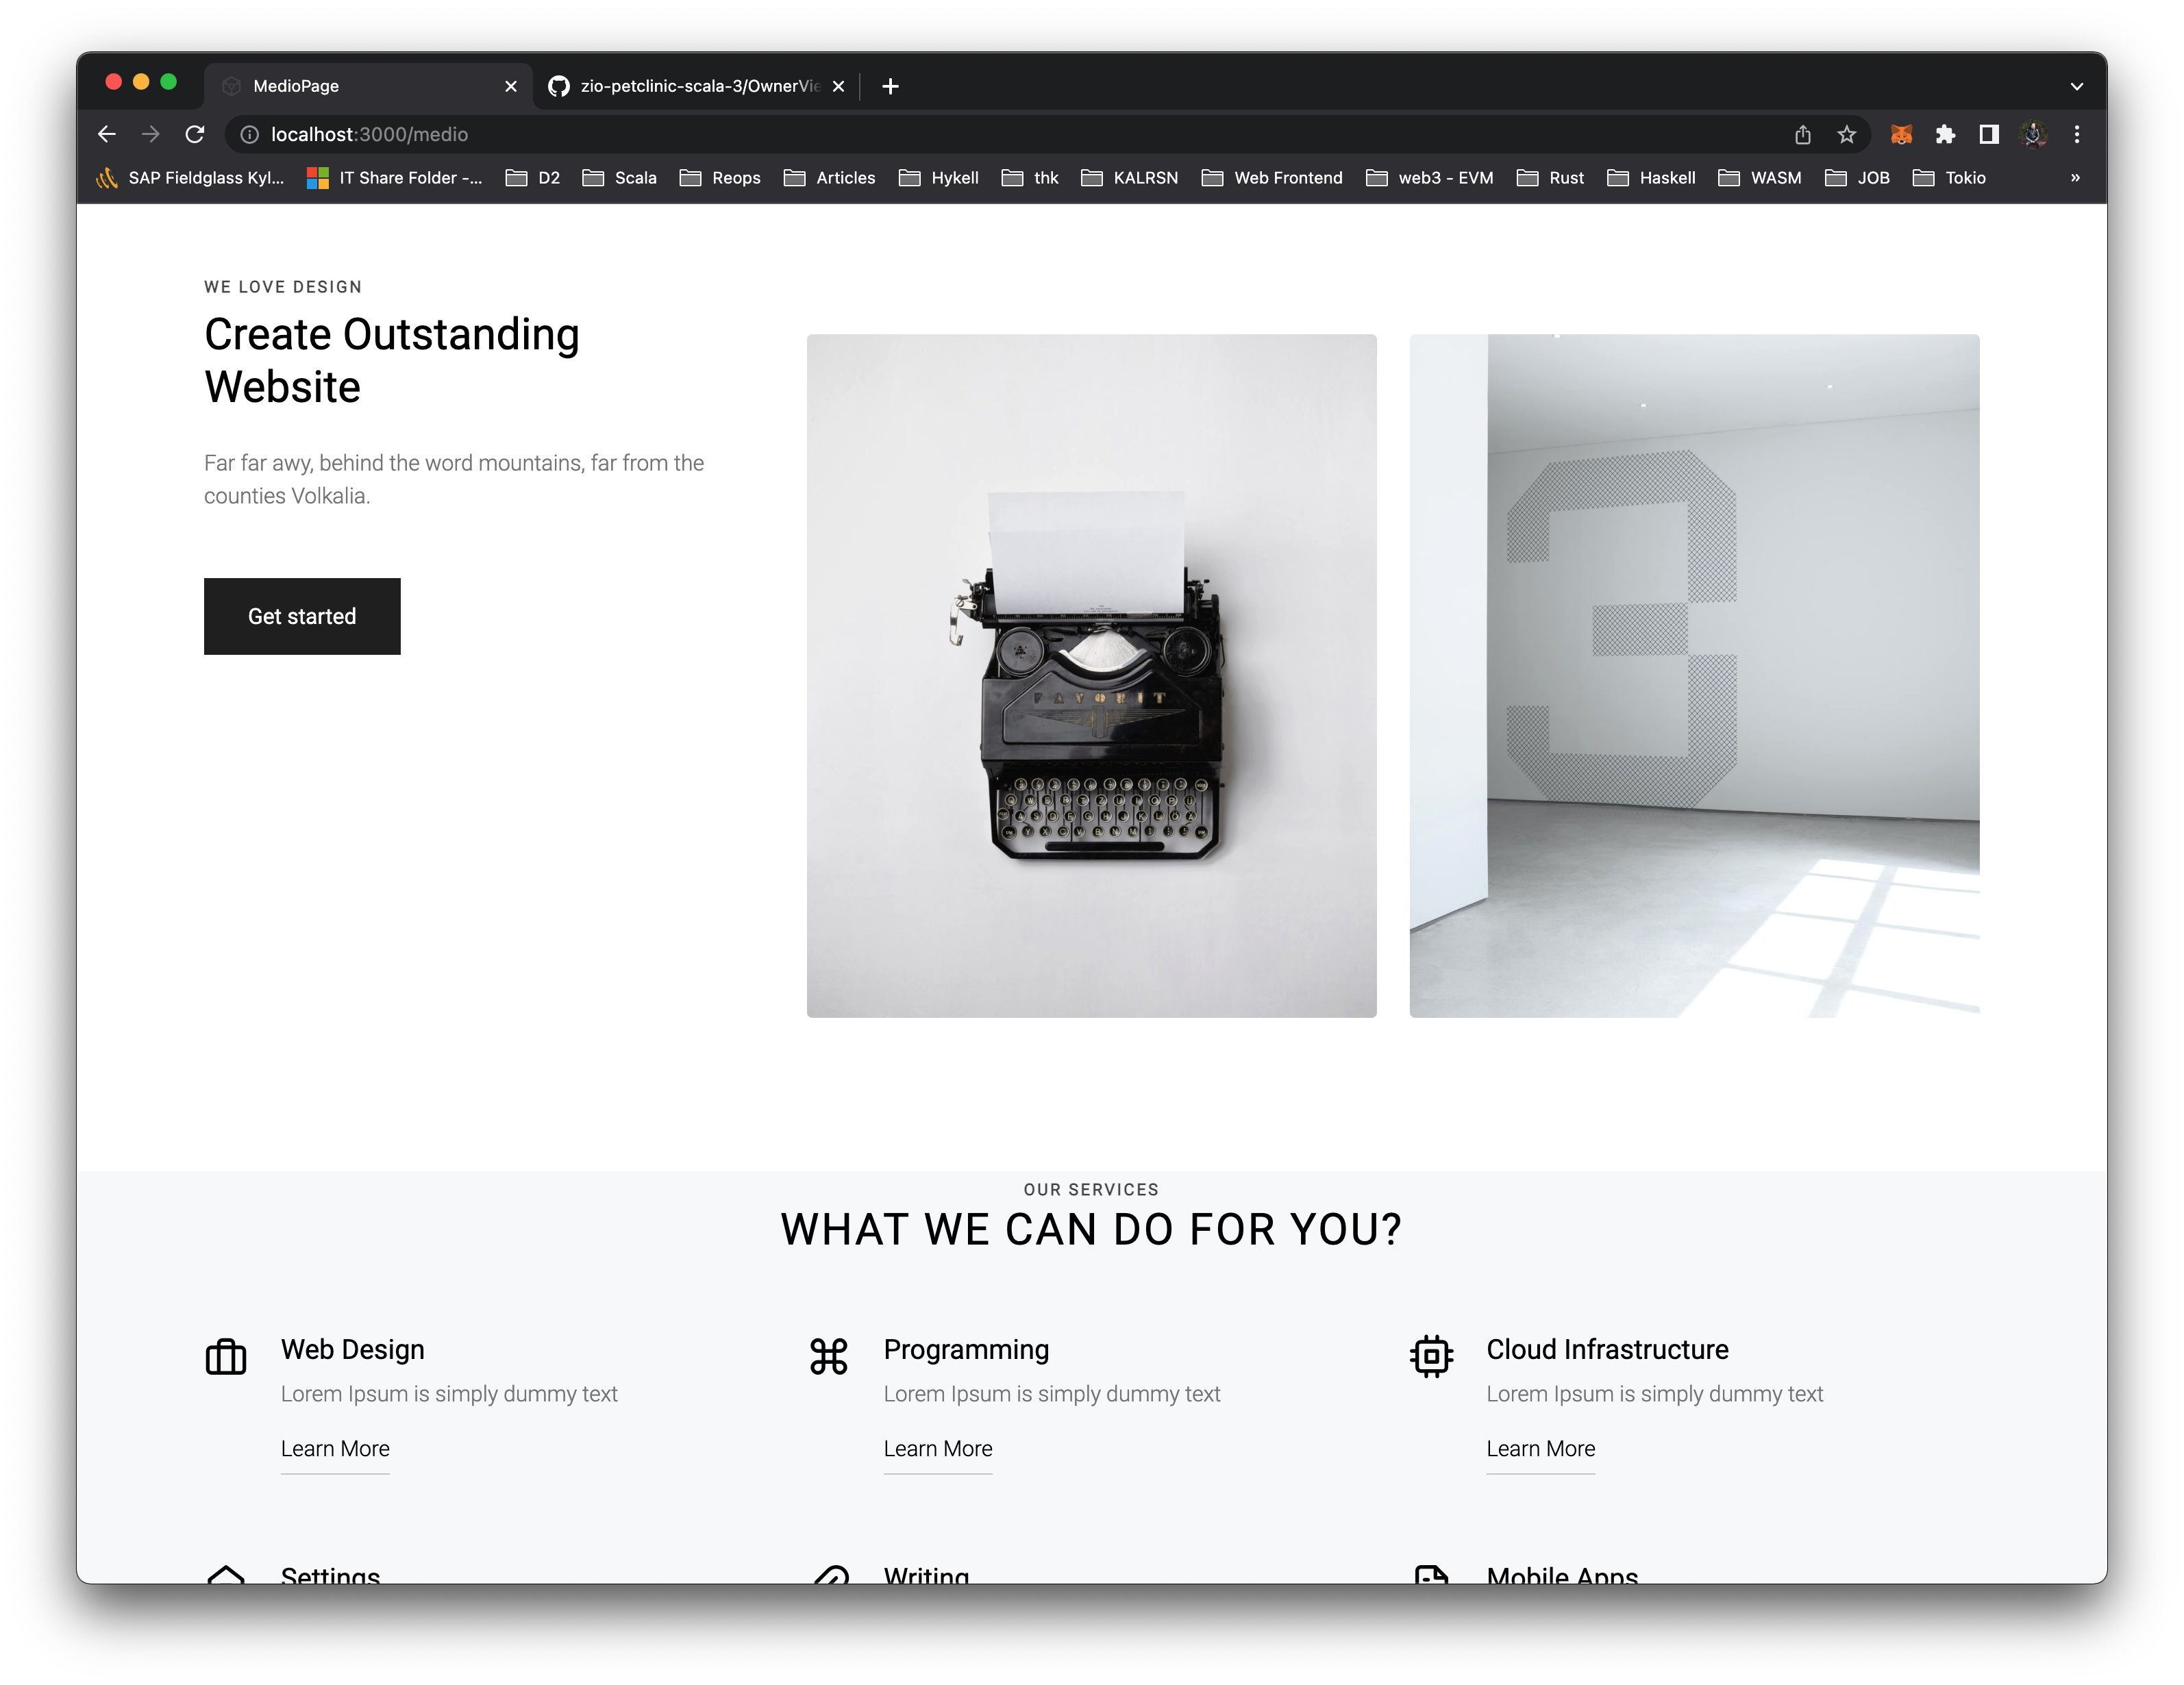 MedioPage
zio-petclinic-scala-3/OwnerVie
localhost:3000/medio
SAP Fieldglass Kyl... IT Share Folder -... D2 Scala Reops Articles Hykell thk KALRSN Web Frontend web3 - EVM Rust Haskell WASM JOB Tokio »
WE LOVE DESIGN
Create Outstanding
Website
Far far awy, behind the word mountains, far from the
counties Volkalia.
Get started
FAVORIT
3
OUR SERVICES
WHAT WE CAN DO FOR YOU?
Web Design
Lorem Ipsum is simply dummy text
Learn More
Programming
Lorem Ipsum is simply dummy text
Learn More
Cloud Infrastructure
Lorem Ipsum is simply dummy text
Learn More
Settings
Writing
Mobile Apps